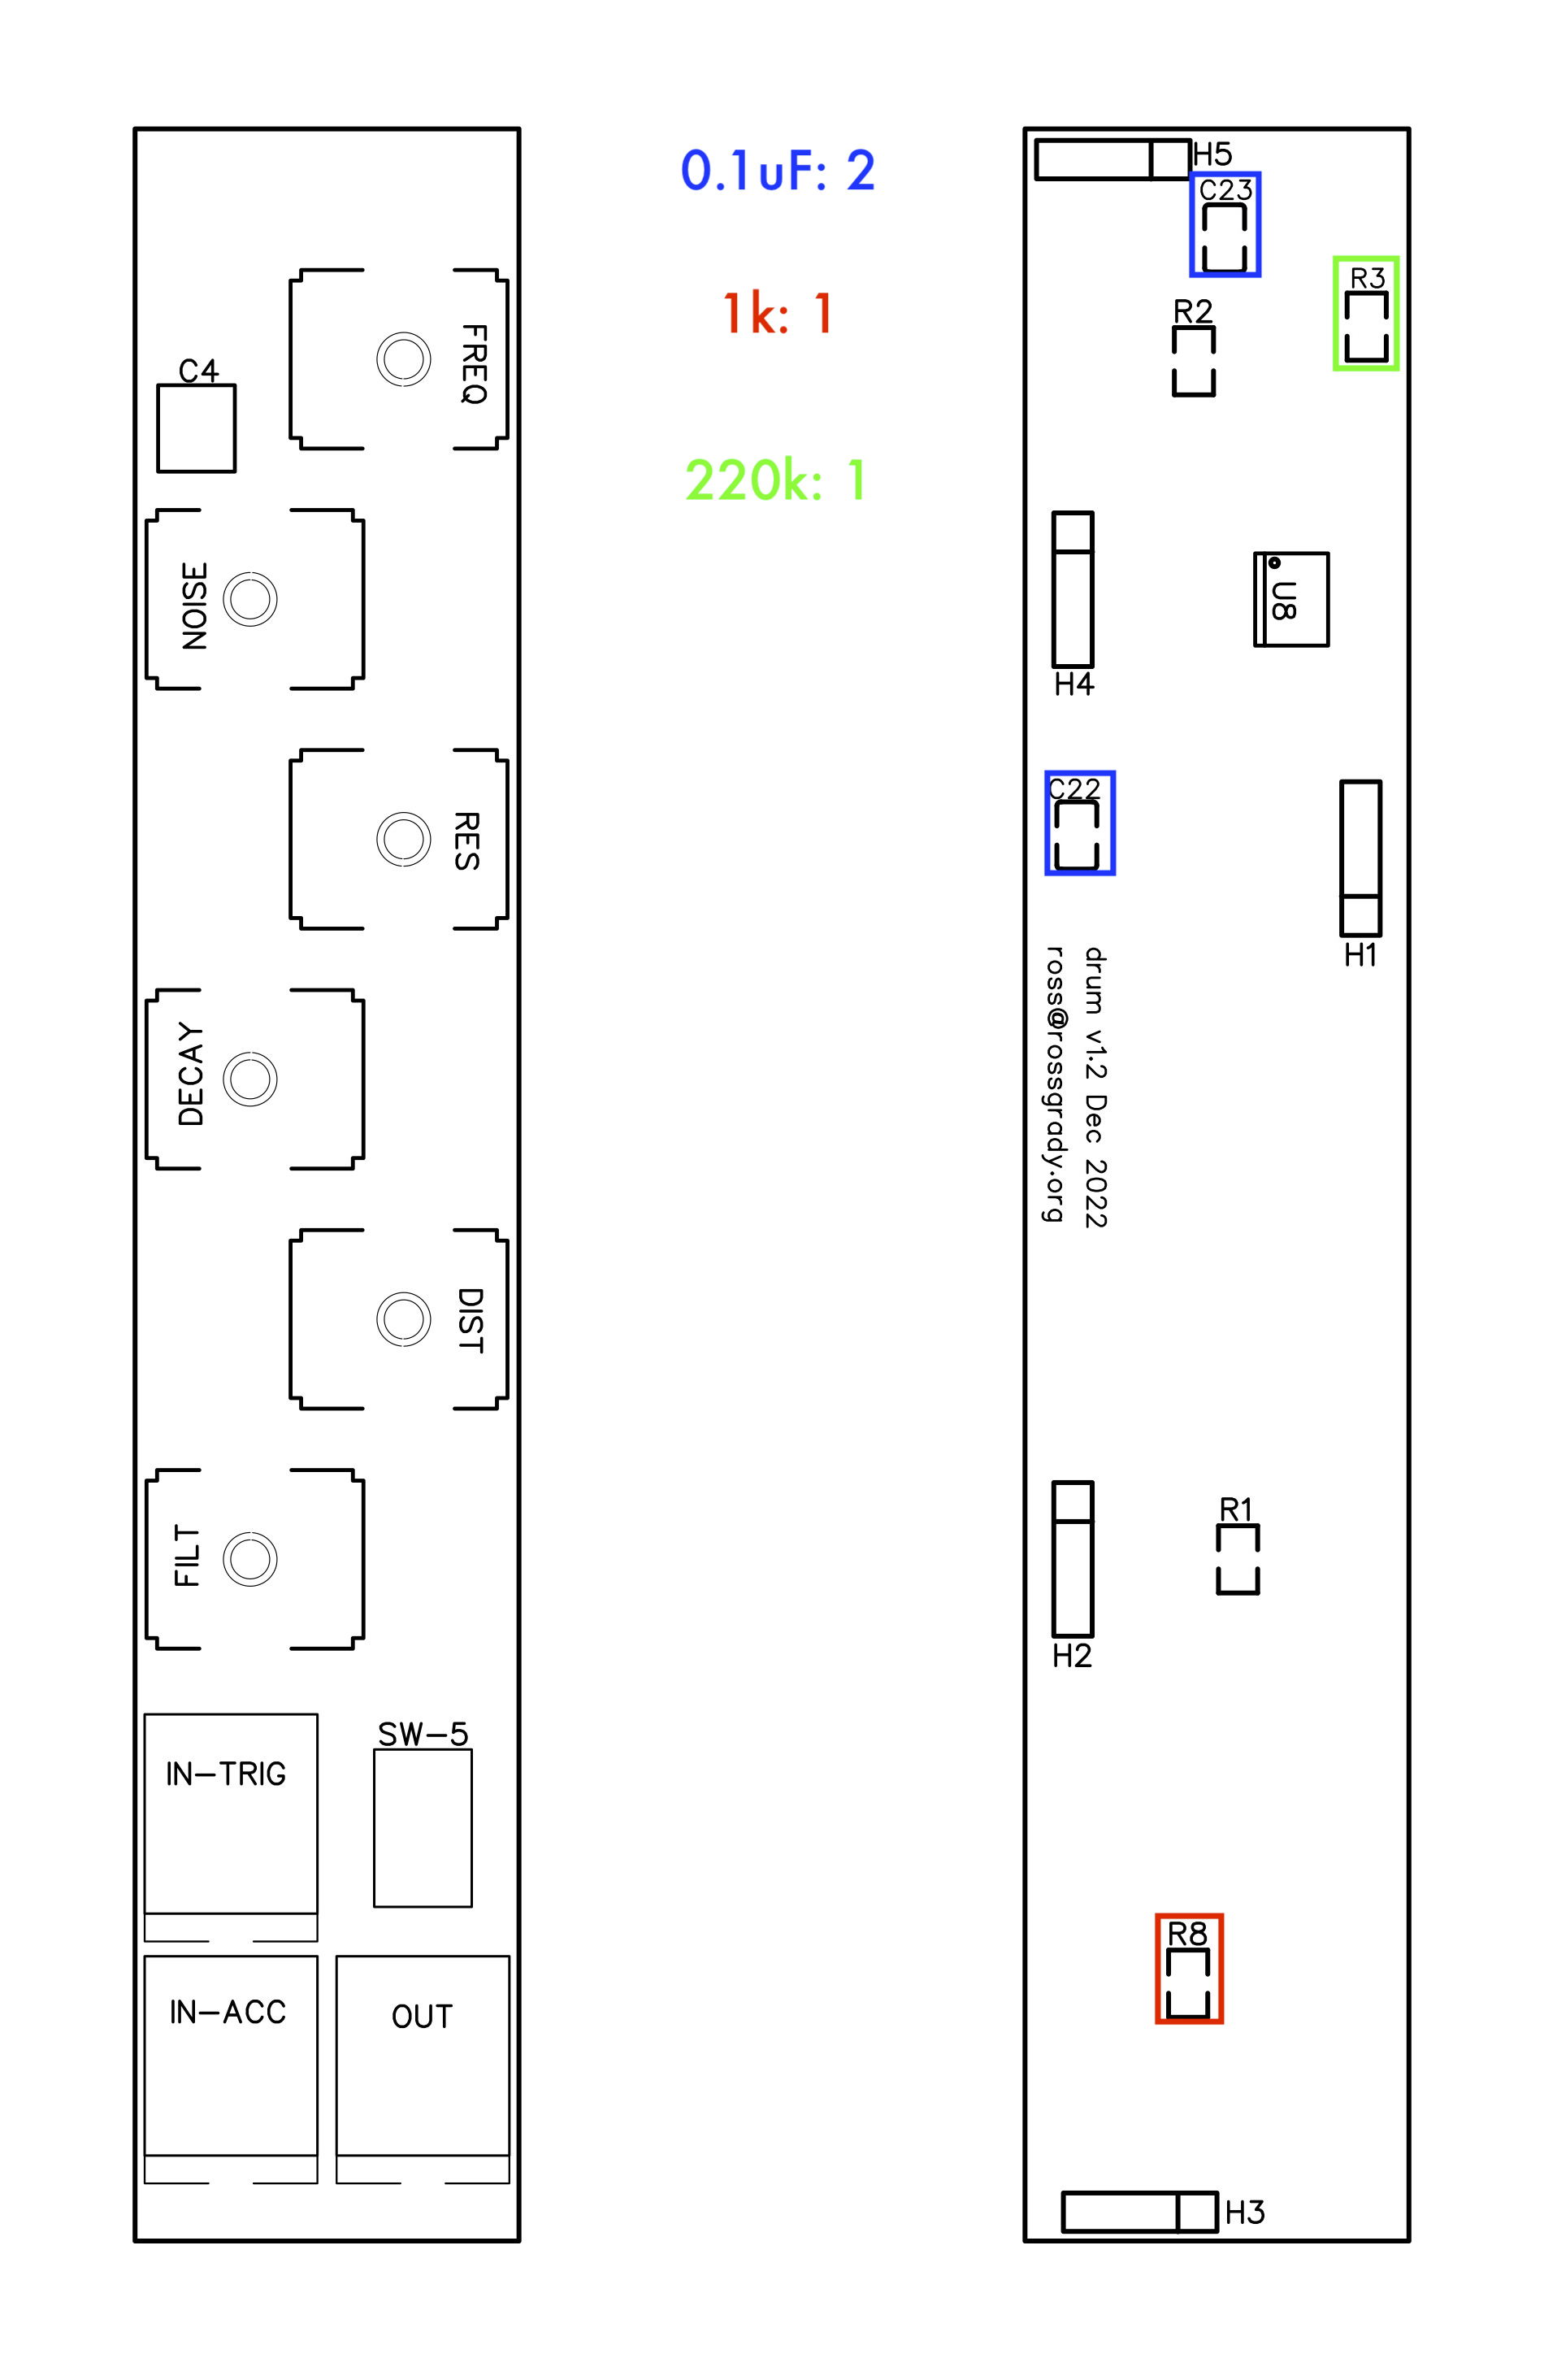 FREQ
C4
NOISE
RES
DECAY
DIST
FILT
IN-TRIG
SW-5
IN-ACC
OUT
0.1uF: 2
1k: 1
220k: 1
H5
C23
R3
R2
U8
H4
C22
H1
drum v1.2 Dec 2022
ross@rossgrady.org
R1
H2
R8
H3